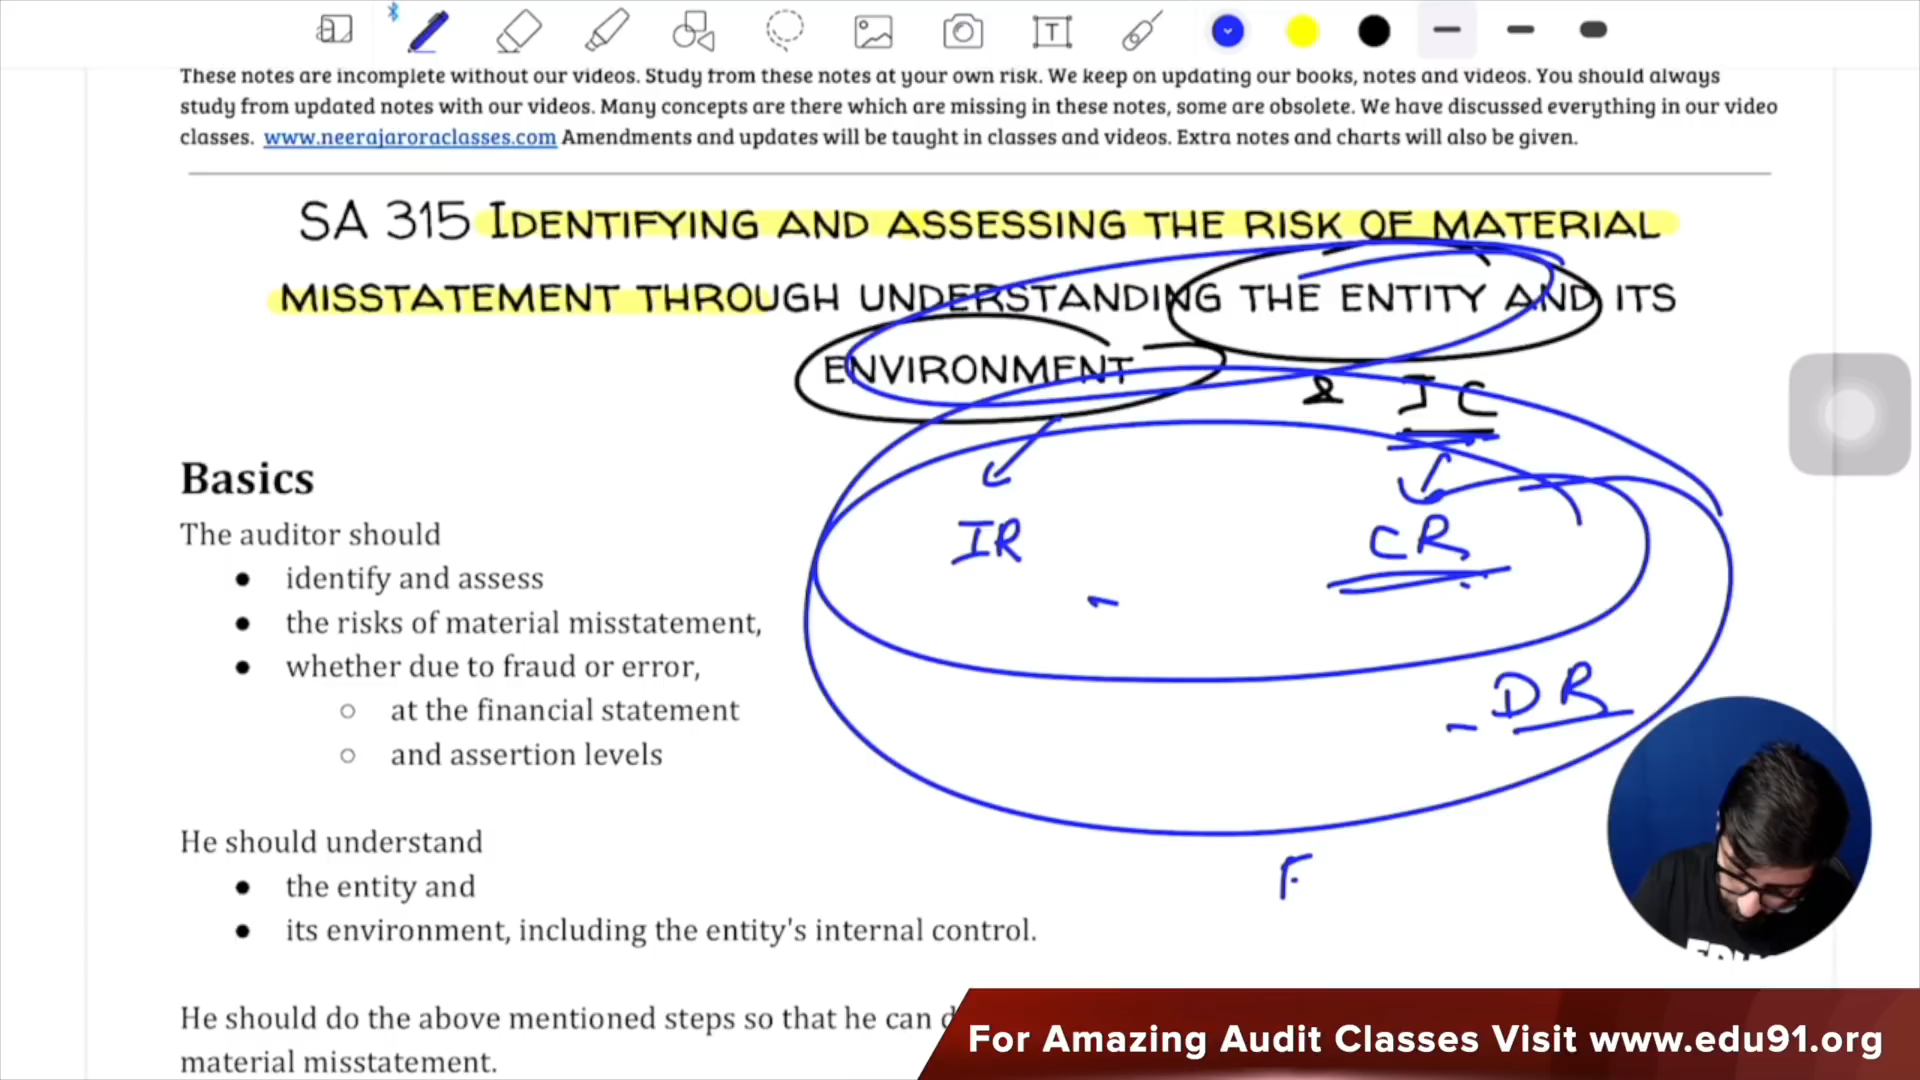 These notes are incomplete without our videos. Study from these notes at your own risk. We keep on updating our books, notes and videos. You should always
study from updated notes with our videos. Many concepts are there which are missing in these notes, some are obsolete. We have discussed everything in our video
classes. www.neerajaroraclasses.com Amendments and updates will be taught in classes and videos. Extra notes and charts will also be given.
SA 315 IDENTIFYING AND ASSESSING THE RISK OF MATERIAL
MISSTATEMENT THROUGH UNDERSTANDING THE ENTITY AND ITS
ENVIRONMENT
& IC
IR
CR
DR
F
Basics
The auditor should
● identify and assess
● the risks of material misstatement,
● whether due to fraud or error,
○ at the financial statement
○ and assertion levels
He should understand
● the entity and
● its environment, including the entity's internal control.
He should do the above mentioned steps so that he can d
material misstatement.
For Amazing Audit Classes Visit www.edu91.org